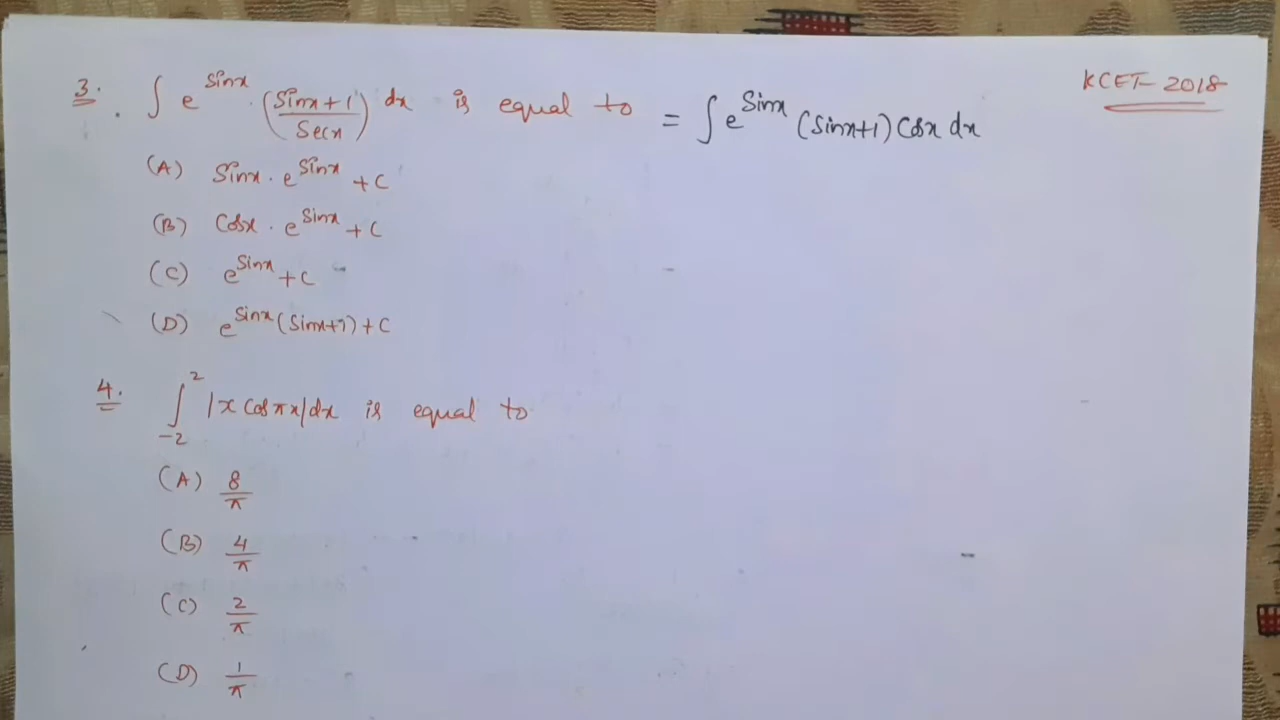 KCET-2018
3. ∫ e^Sinx · (Sinx+1 / Secx) dx is equal to = ∫ e^Sinx (Sinx+1) Cosx dx
(A) Sinx · e^Sinx + C
(B) Cosx · e^Sinx + C
(C) e^Sinx + C
(D) e^Sinx (Sinx+1) + C
4. ∫_-2^2 |x Cosπx| dx is equal to
(A) 8/π
(B) 4/π
(C) 2/π
(D) 1/π